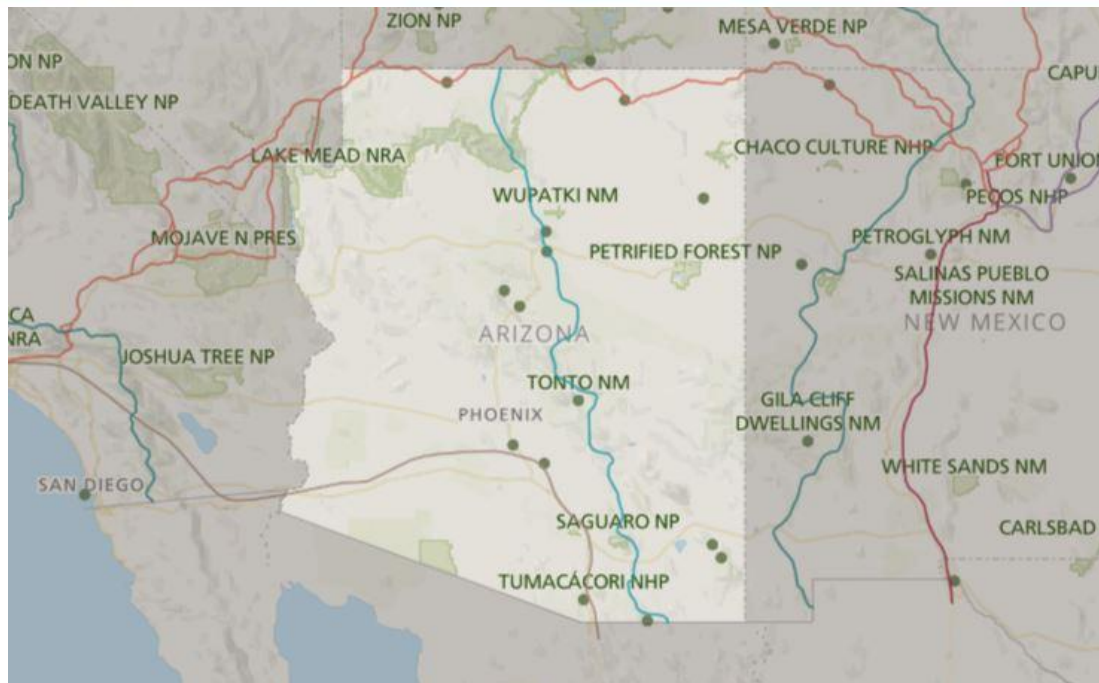 ZION NP
MESA VERDE NP
ON NP
CAPU
DEATH VALLEY NP
LAKE MEAD NRA
CHACO CULTURE NHP
FORT UNION
WUPATKI NM
PECOS NHP
MOJAVE N PRES
PETRIFIED FOREST NP
PETROGLYPH NM
SALINAS PUEBLO
MISSIONS NM
CA
NRA
ARIZONA
NEW MEXICO
JOSHUA TREE NP
TONTO NM
PHOENIX
GILA CLIFF
DWELLINGS NM
WHITE SANDS NM
SAN DIEGO
SAGUARO NP
CARLSBAD
TUMACÁCORI NHP